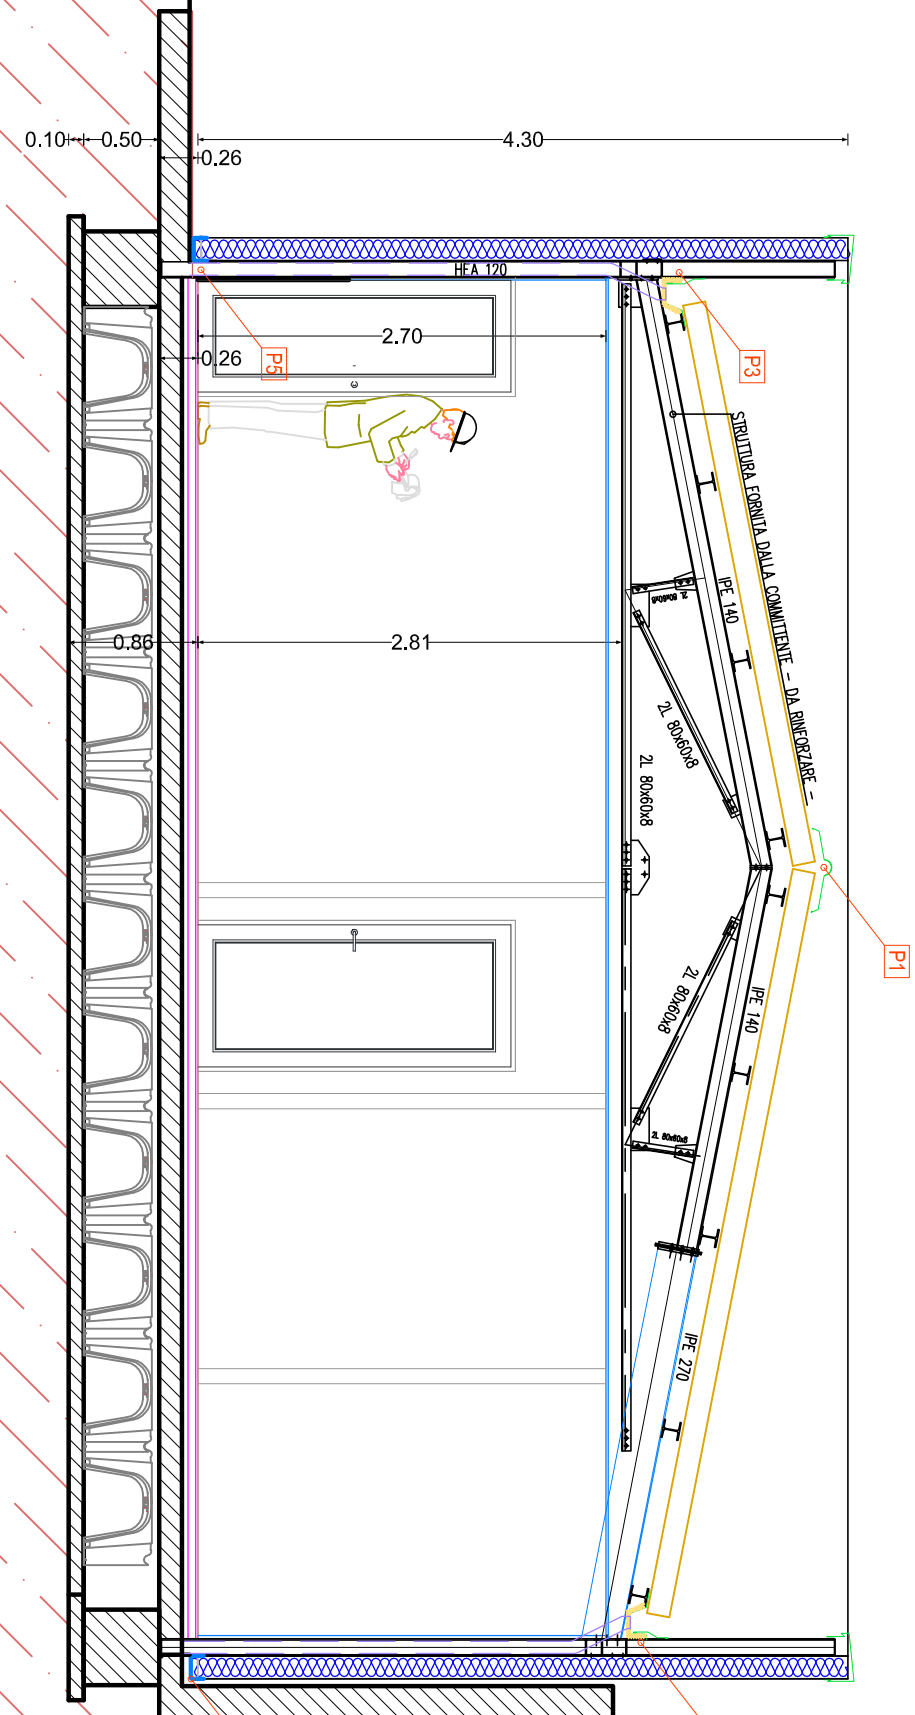 0.10
0.50
4.30
0.26
HEA 120
2.70
0.26
P5
P3
STRUTTURA FORNITA DALLA COMMITTENTE - DA RINFORZARE -
2L 80x60x8
IPE 140
0.86
2.81
2L 80x60x8
2L 80x60x8
P1
2L 80x60x8
IPE 140
2L 80x60x8
IPE 270